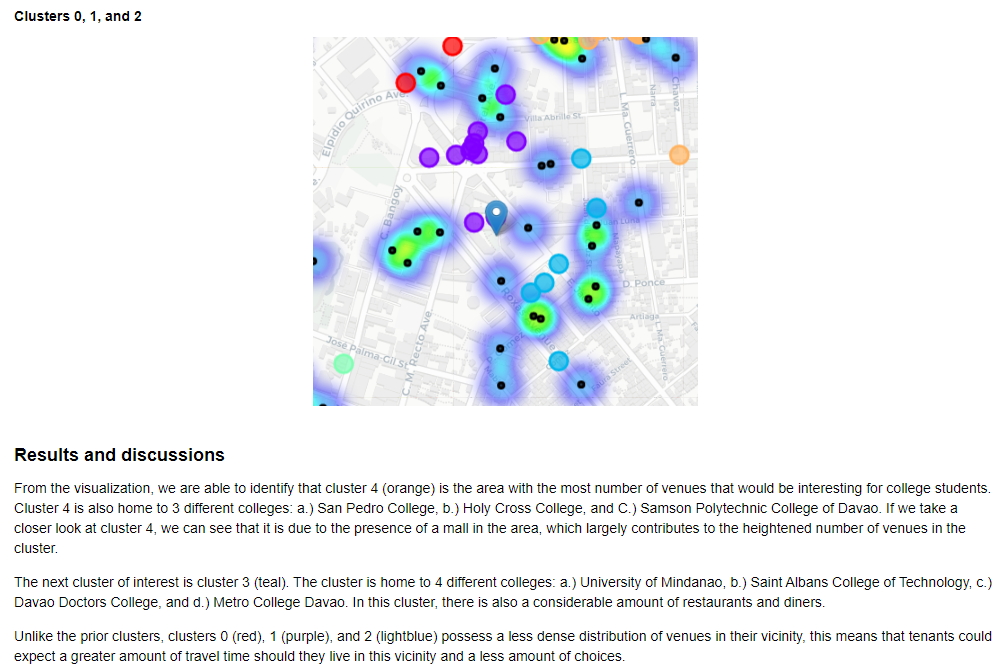 Clusters 0, 1, and 2
Elpidio Quirino Ave.
Villa Abrille St.
L. Ma. Guerrero
Nara
Chavez
C. Bangoy
D. Ponce
Artiaga
L. Ma. Guerrero
C. M. Recto Ave.
José Palma-Gil St.
Results and discussions
From the visualization, we are able to identify that cluster 4 (orange) is the area with the most number of venues that would be interesting for college students.
Cluster 4 is also home to 3 different colleges: a.) San Pedro College, b.) Holy Cross College, and C.) Samson Polytechnic College of Davao. If we take a
closer look at cluster 4, we can see that it is due to the presence of a mall in the area, which largely contributes to the heightened number of venues in the
cluster.
The next cluster of interest is cluster 3 (teal). The cluster is home to 4 different colleges: a.) University of Mindanao, b.) Saint Albans College of Technology, c.)
Davao Doctors College, and d.) Metro College Davao. In this cluster, there is also a considerable amount of restaurants and diners.
Unlike the prior clusters, clusters 0 (red), 1 (purple), and 2 (lightblue) possess a less dense distribution of venues in their vicinity, this means that tenants could
expect a greater amount of travel time should they live in this vicinity and a less amount of choices.